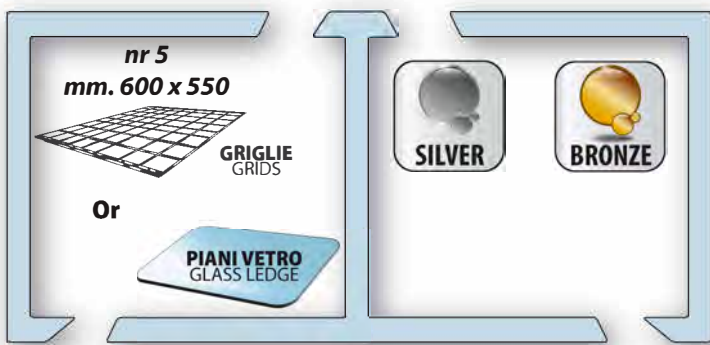 nr 5
mm. 600 x 550
GRIGLIE
GRIDS
Or
PIANI VETRO
GLASS LEDGE
SILVER
BRONZE